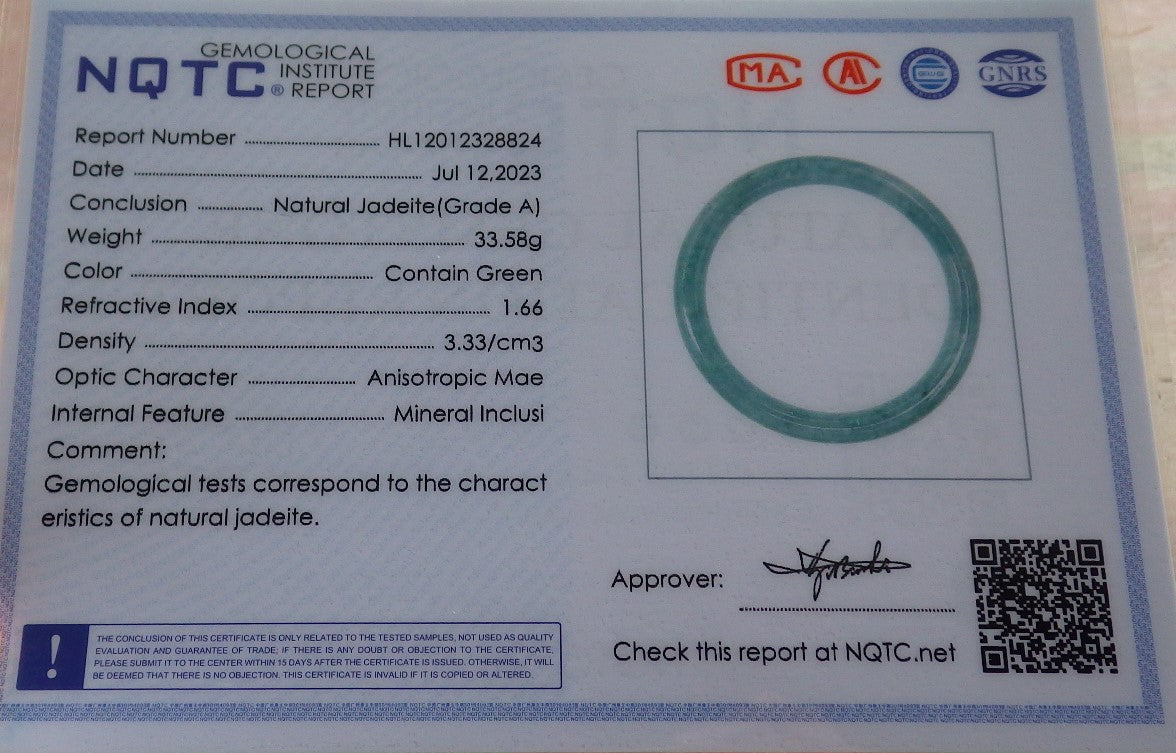 NQTC® GEMOLOGICAL
INSTITUTE
REPORT
MA
GNRS
Report Number HL12012328824
Date Jul 12,2023
Conclusion Natural Jadeite(Grade A)
Weight 33.58g
Color Contain Green
Refractive Index 1.66
Density 3.33/cm3
Optic Character Anisotropic Mae
Internal Feature Mineral Inclusi
Comment:
Gemological tests correspond to the charact
eristics of natural jadeite.
Approver:
Check this report at NQTC.net
! THE CONCLUSION OF THIS CERTIFICATE IS ONLY RELATED TO THE TESTED SAMPLES, NOT USED AS QUALITY
EVALUATION AND GUARANTEE OF TRADE; IF THERE IS ANY DOUBT OR OBJECTION TO THE CERTIFICATE,
PLEASE SUBMIT IT TO THE CENTER WITHIN 15 DAYS AFTER THE CERTIFICATE IS ISSUED. OTHERWISE, IT WILL
BE DEEMED THAT THERE IS NO OBJECTION. THIS CERTIFICATE IS INVALID IF IT IS COPIED OR ALTERED.